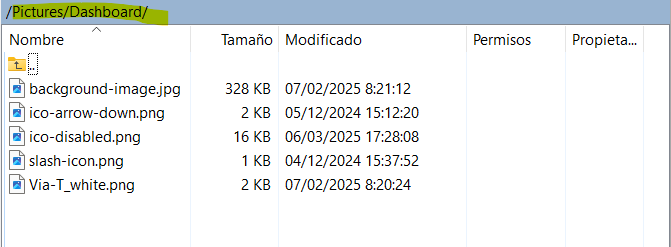 /Pictures/Dashboard/
Nombre Tamaño Modificado Permisos Propieta...
..
background-image.jpg 328 KB 07/02/2025 8:21:12
ico-arrow-down.png 2 KB 05/12/2024 15:12:20
ico-disabled.png 16 KB 06/03/2025 17:28:08
slash-icon.png 1 KB 04/12/2024 15:37:52
Via-T_white.png 2 KB 07/02/2025 8:20:24